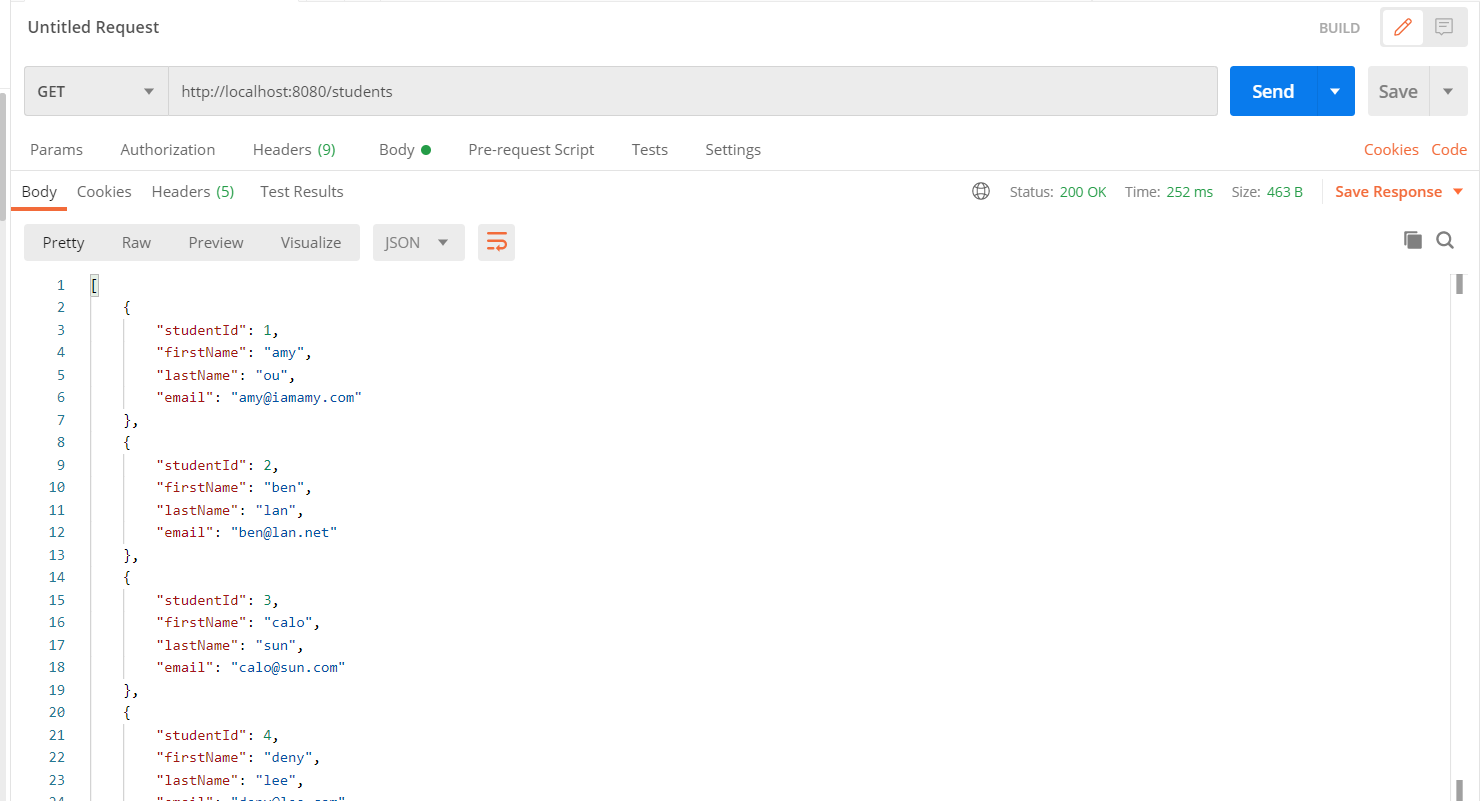 Untitled Request
BUILD
GET http://localhost:8080/students Send Save
Params Authorization Headers (9) Body Pre-request Script Tests Settings Cookies Code
Body Cookies Headers (5) Test Results Status: 200 OK Time: 252 ms Size: 463 B Save Response
Pretty Raw Preview Visualize JSON
1 [
2 {
3 "studentId": 1,
4 "firstName": "amy",
5 "lastName": "ou",
6 "email": "amy@iamamy.com"
7 },
8 {
9 "studentId": 2,
10 "firstName": "ben",
11 "lastName": "lan",
12 "email": "ben@lan.net"
13 },
14 {
15 "studentId": 3,
16 "firstName": "calo",
17 "lastName": "sun",
18 "email": "calo@sun.com"
19 },
20 {
21 "studentId": 4,
22 "firstName": "deny",
23 "lastName": "lee",